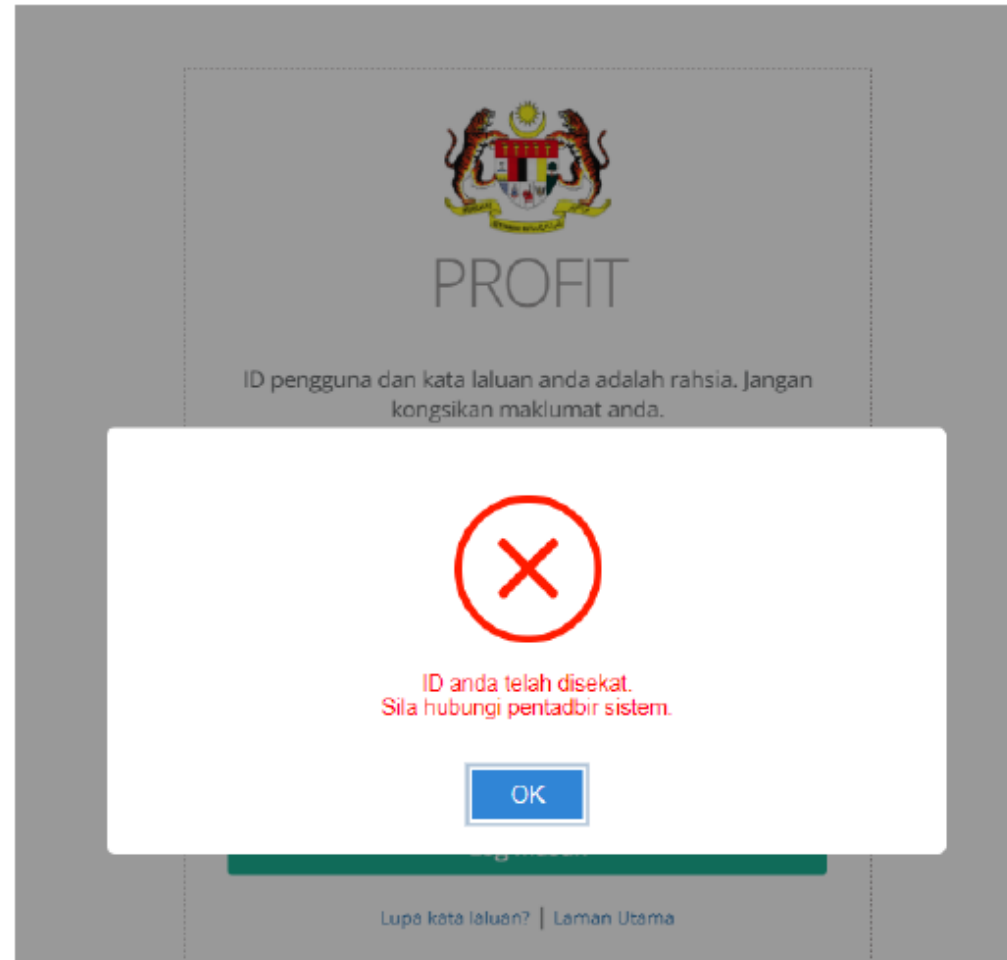 PROFIT
ID pengguna dan kata laluan anda adalah rahsia. Jangan
kongsikan maklumat anda.
ID anda telah disekat.
Sila hubungi pentadbir sistem.
OK
Lupa kata laluan? | Laman Utama